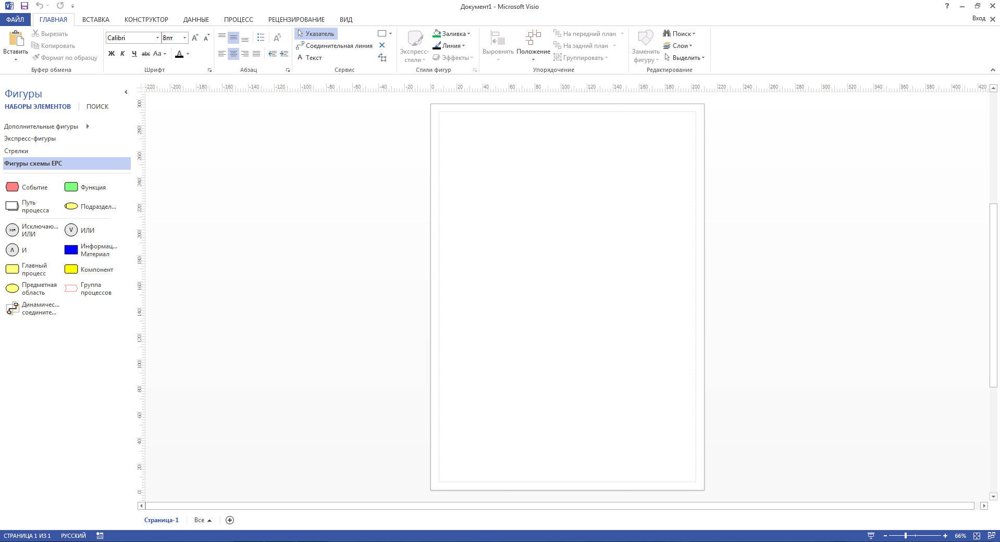 Документ1 - Microsoft Visio
ФАЙЛ ГЛАВНАЯ ВСТАВКА КОНСТРУКТОР ДАННЫЕ ПРОЦЕСС РЕЦЕНЗИРОВАНИЕ ВИД
Вход
Вставить
Вырезать
Копировать
Формат по образцу
Буфер обмена
Calibri 8пт
Ж К Ч abc Aa A
Шрифт
Абзац
Указатель
Соединительная линия
A Текст
Сервис
Экспресс-
стили
Заливка
Линия
Эффекты
Стили фигур
Выровнять
Положение
На передний план
На задний план
Группировать
Упорядочение
Заменить
фигуру
Поиск
Слои
Выделить
Редактирование
Фигуры
НАБОРЫ ЭЛЕМЕНТОВ ПОИСК
Дополнительные фигуры
Экспресс-фигуры
Стрелки
Фигуры схемы EPC
Событие
Функция
Путь
процесса
Подраздел...
XOR
Исключаю...
ИЛИ
V
ИЛИ
Λ
И
Информац...
Материал
Главный
процесс
Компонент
Предметная
область
Группа
процессов
Динамичес...
соедините...
-220 -200 -180 -160 -140 -120 -100 -80 -60 -40 -20 0 20 40 60 80 100 120 140 160 180 200 220 240 260 280 300 320 340 360 380 400 420
300
280
260
240
220
200
180
160
140
120
100
80
60
40
20
0
Страница-1 Все
СТРАНИЦА 1 ИЗ 1 РУССКИЙ
66%